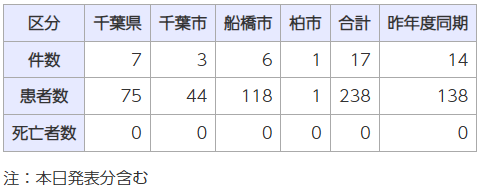 区分 千葉県 千葉市 船橋市 柏市 合計 昨年度同期
件数 7 3 6 1 17 14
患者数 75 44 118 1 238 138
死亡者数 0 0 0 0 0 0
注：本日発表分含む